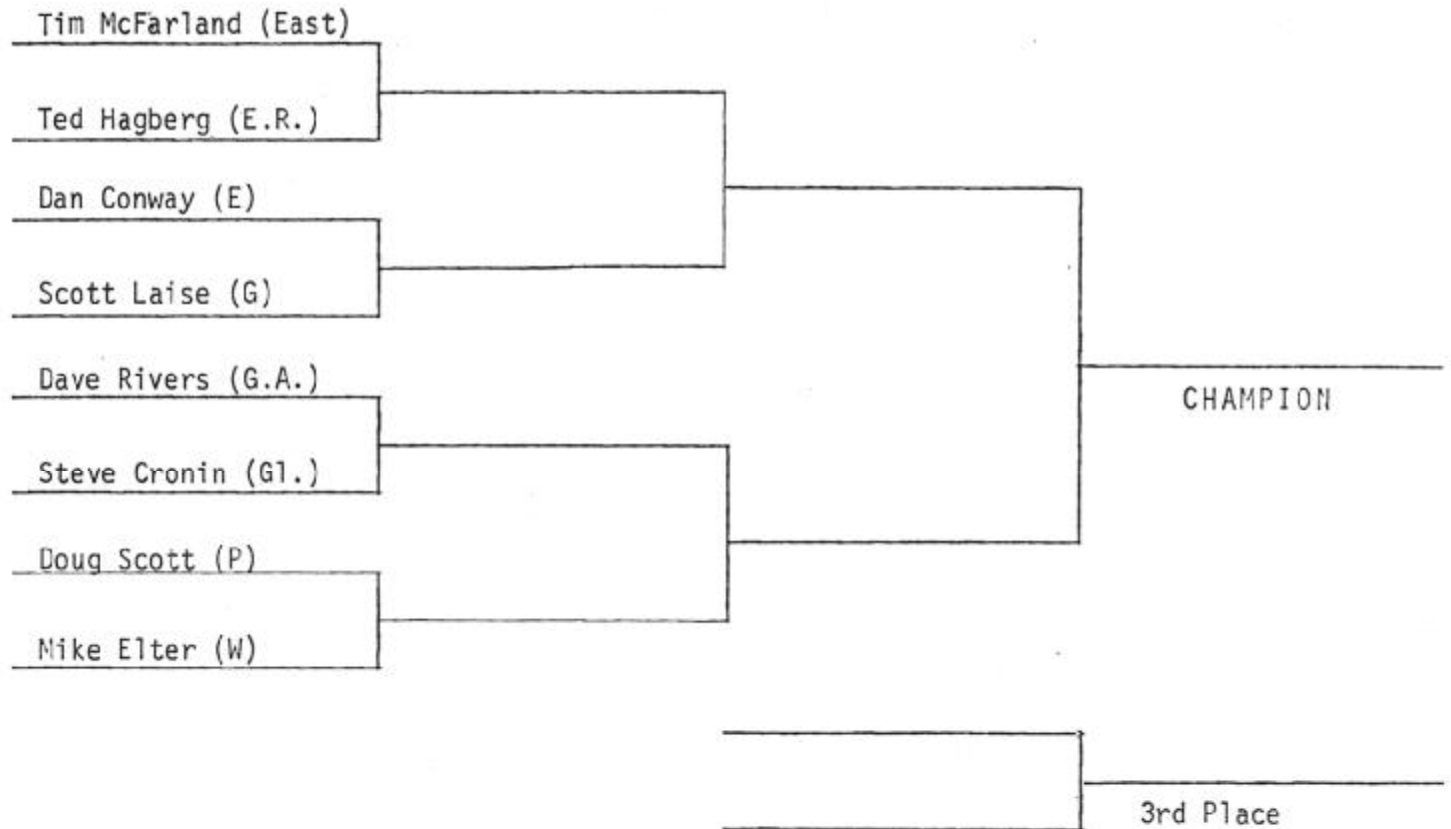 Tim McFarland (East)
Ted Hagberg (E.R.)
Dan Conway (E)
Scott Laise (G)
Dave Rivers (G.A.)
CHAMPION
Steve Cronin (Gl.)
Doug Scott (P)
Mike Elter (W)
3rd Place